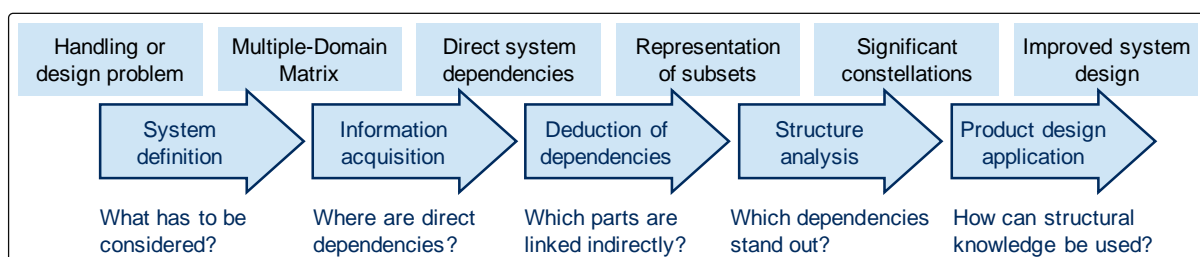 Handling or
design problem
Multiple-Domain
Matrix
Direct system
dependencies
Representation
of subsets
Significant
constellations
Improved system
design
System
definition
Information
acquisition
Deduction of
dependencies
Structure
analysis
Product design
application
What has to be
considered?
Where are direct
dependencies?
Which parts are
linked indirectly?
Which dependencies
stand out?
How can structural
knowledge be used?